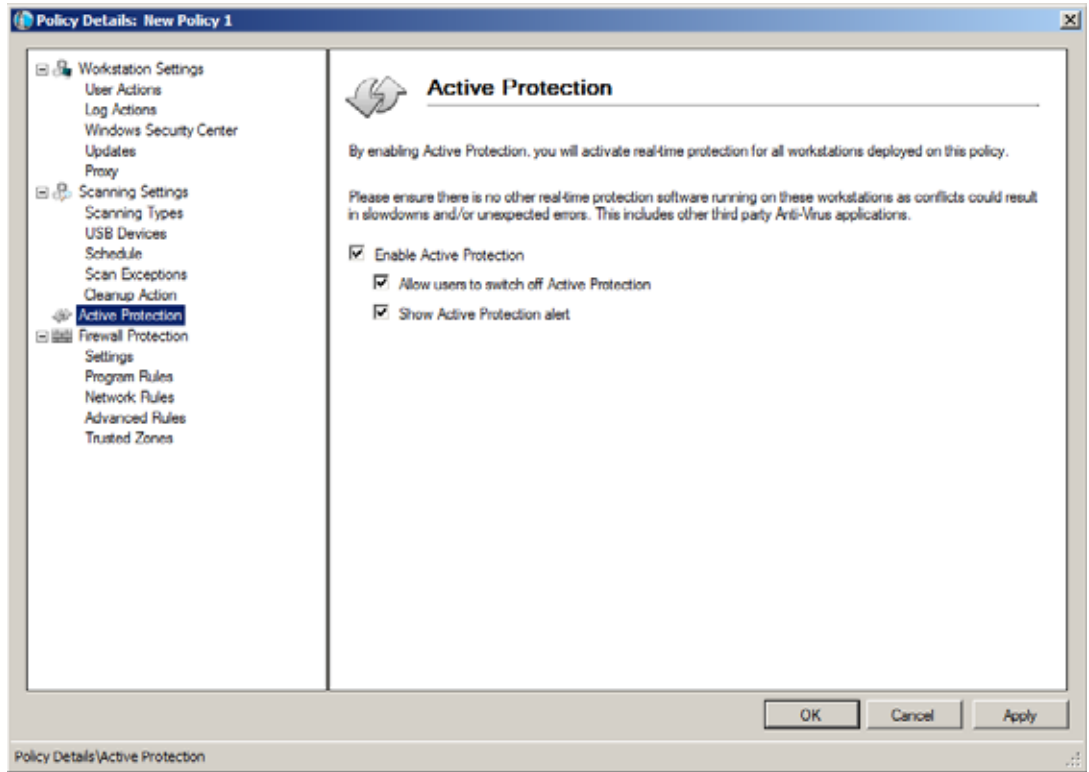 Policy Details: New Policy 1
Workstation Settings
User Actions
Log Actions
Windows Security Center
Updates
Proxy
Scanning Settings
Scanning Types
USB Devices
Schedule
Scan Exceptions
Cleanup Action
Active Protection
Firewall Protection
Settings
Program Rules
Network Rules
Advanced Rules
Trusted Zones
Active Protection
By enabling Active Protection, you will activate real-time protection for all workstations deployed on this policy.
Please ensure there is no other real-time protection software running on these workstations as conflicts could result
in slowdowns and/or unexpected errors. This includes other third party Anti-Virus applications.
Enable Active Protection
Allow users to switch off Active Protection
Show Active Protection alert
OK
Cancel
Apply
Policy Details\Active Protection